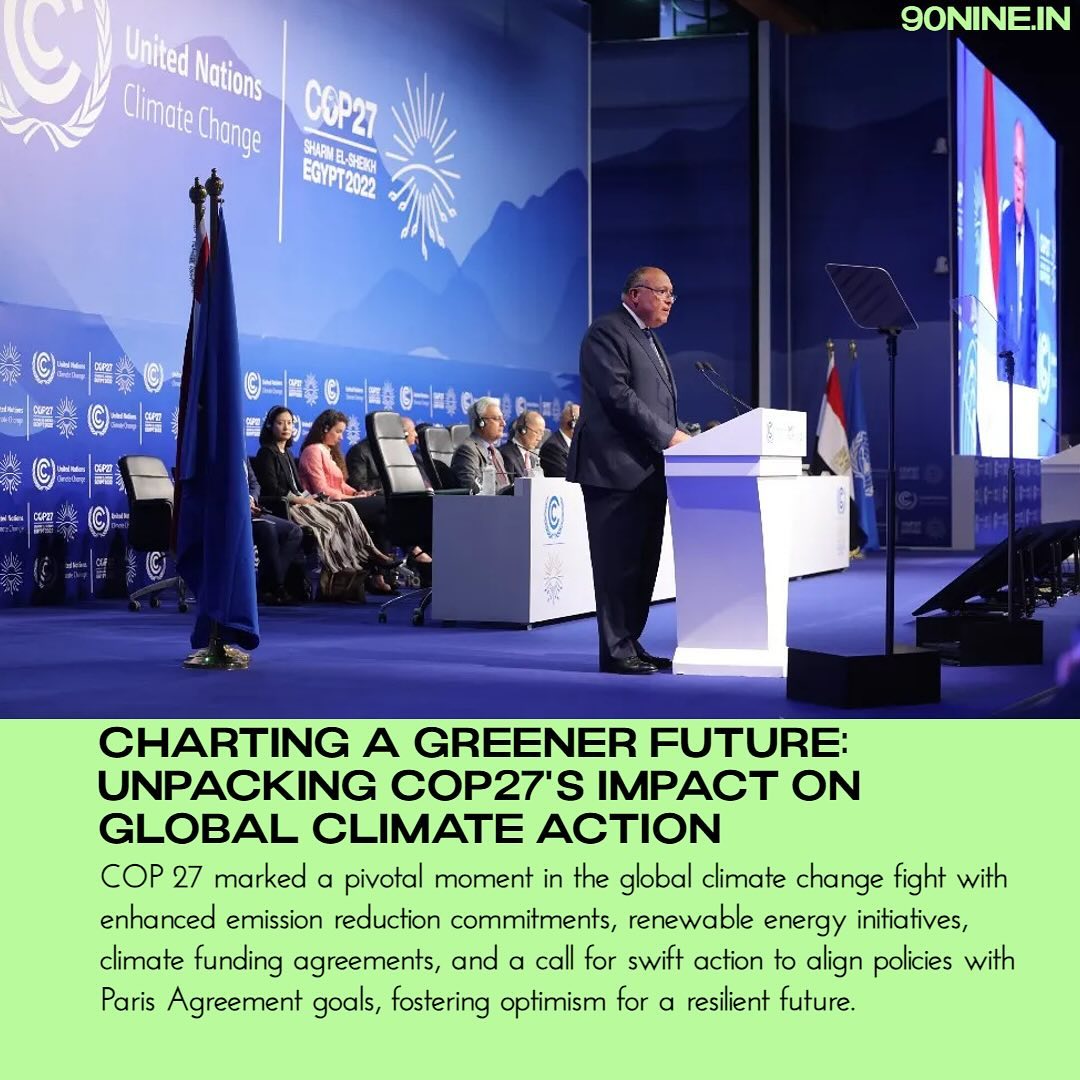 90NINE.IN
United Nations
Climate Change
COP27
SHARM EL-SHEIKH
EGYPT 2022
CHARTING A GREENER FUTURE:
UNPACKING COP27'S IMPACT ON
GLOBAL CLIMATE ACTION
COP 27 marked a pivotal moment in the global climate change fight with
enhanced emission reduction commitments, renewable energy initiatives,
climate funding agreements, and a call for swift action to align policies with
Paris Agreement goals, fostering optimism for a resilient future.